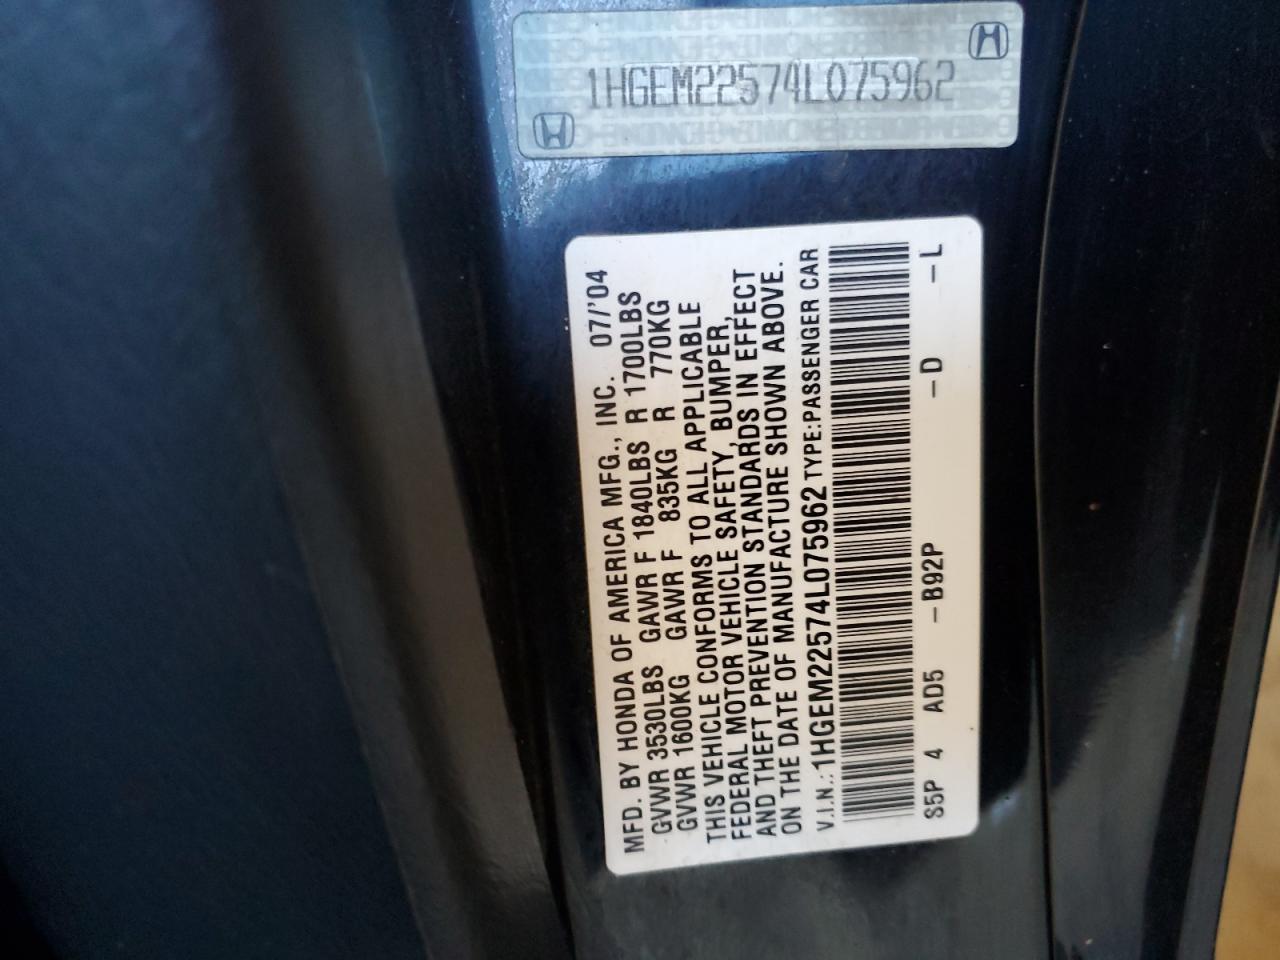 1HGEM22574L075962
MFD. BY HONDA OF AMERICA MFG., INC. 07/'04
GVWR 3530LBS GAWR F 1840LBS R 1700LBS
GVWR 1600KG GAWR F 835KG R 770KG
THIS VEHICLE CONFORMS TO ALL APPLICABLE
FEDERAL MOTOR VEHICLE SAFETY, BUMPER,
AND THEFT PREVENTION STANDARDS IN EFFECT
ON THE DATE OF MANUFACTURE SHOWN ABOVE.
V.I.N.: 1HGEM22574L075962 TYPE: PASSENGER CAR
S5P 4 AD5 - B92P - D - L